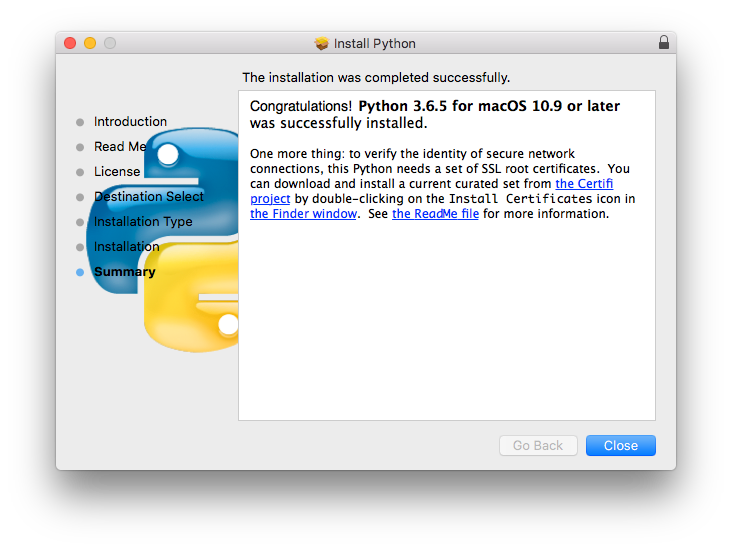 Install Python
The installation was completed successfully.
Introduction
Read Me
License
Destination Select
Installation Type
Installation
Summary
Congratulations! Python 3.6.5 for macOS 10.9 or later
was successfully installed.
One more thing: to verify the identity of secure network
connections, this Python needs a set of SSL root certificates. You
can download and install a current curated set from the Certifi
project by double-clicking on the Install Certificates icon in
the Finder window. See the ReadMe file for more information.
Go Back
Close